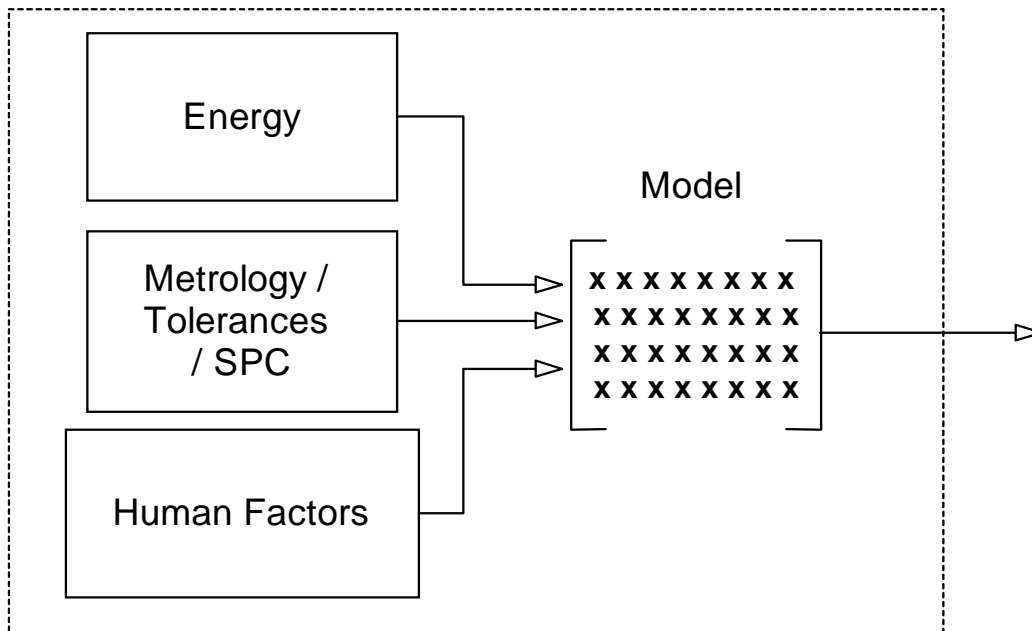 Energy
Model
Metrology /
Tolerances
/ SPC
x x x x x x x x
x x x x x x x x
x x x x x x x x
x x x x x x x x
Human Factors